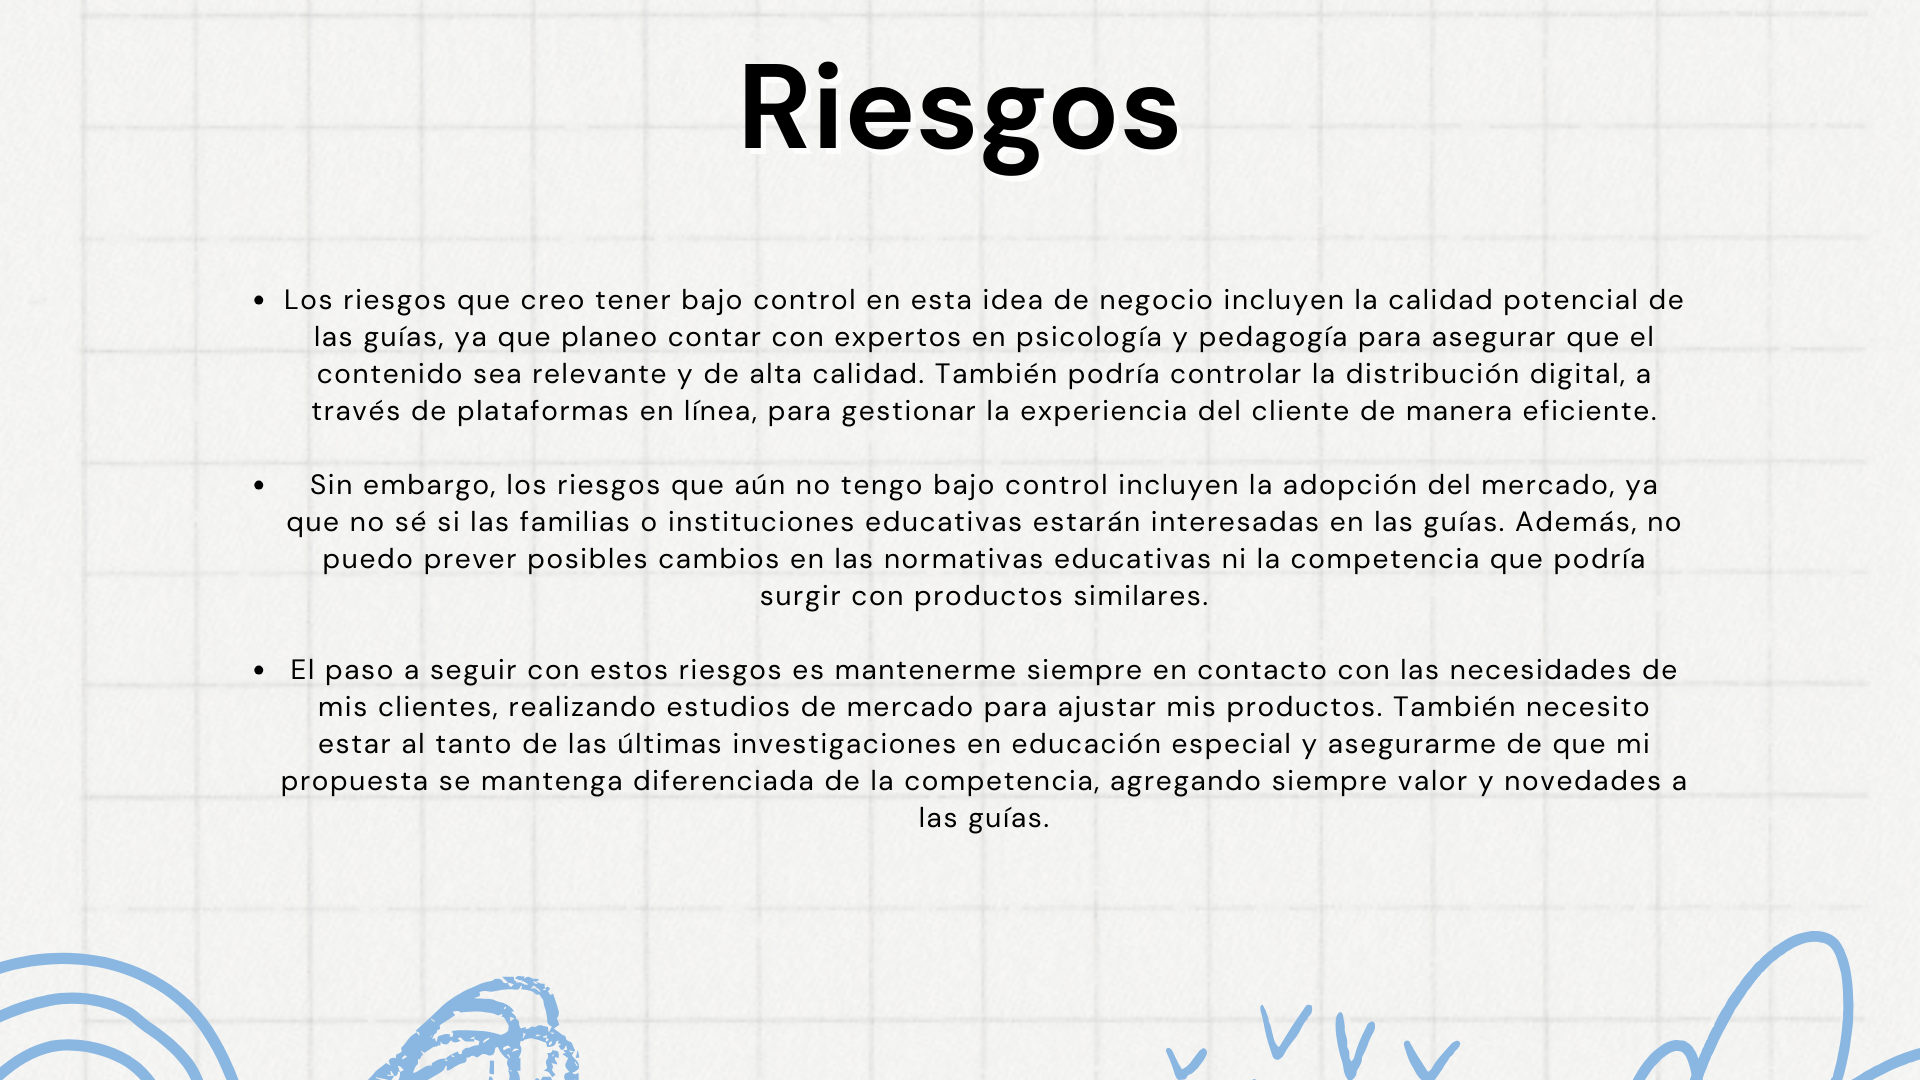 Riesgos
• Los riesgos que creo tener bajo control en esta idea de negocio incluyen la calidad potencial de
las guías, ya que planeo contar con expertos en psicología y pedagogía para asegurar que el
contenido sea relevante y de alta calidad. También podría controlar la distribución digital, a
través de plataformas en línea, para gestionar la experiencia del cliente de manera eficiente.
• Sin embargo, los riesgos que aún no tengo bajo control incluyen la adopción del mercado, ya
que no sé si las familias o instituciones educativas estarán interesadas en las guías. Además, no
puedo prever posibles cambios en las normativas educativas ni la competencia que podría
surgir con productos similares.
• El paso a seguir con estos riesgos es mantenerme siempre en contacto con las necesidades de
mis clientes, realizando estudios de mercado para ajustar mis productos. También necesito
estar al tanto de las últimas investigaciones en educación especial y asegurarme de que mi
propuesta se mantenga diferenciada de la competencia, agregando siempre valor y novedades a
las guías.